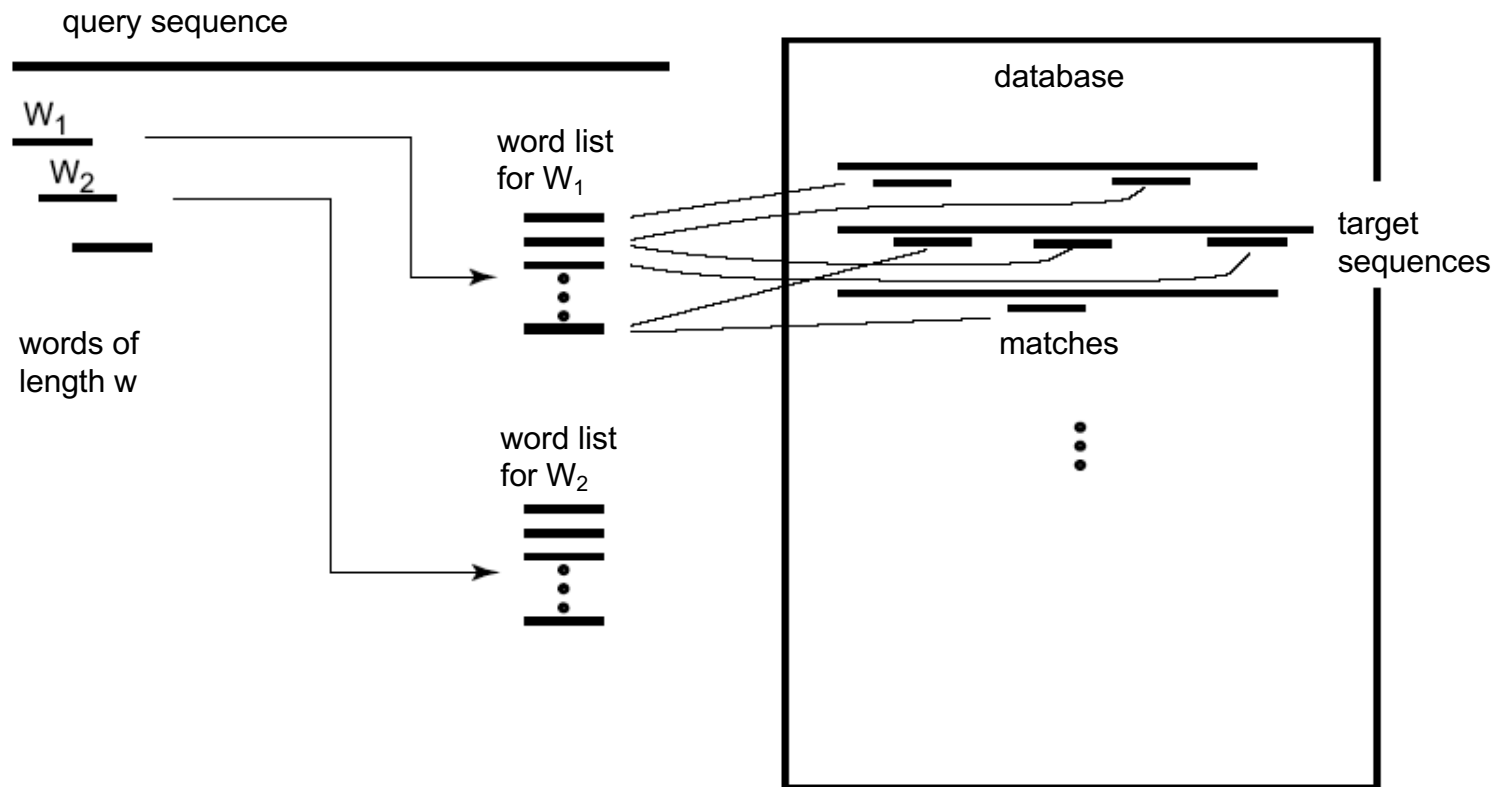 query sequence
database
W₁
word list
for W₁
W₂
target
sequences
words of
length w
matches
word list
for W₂